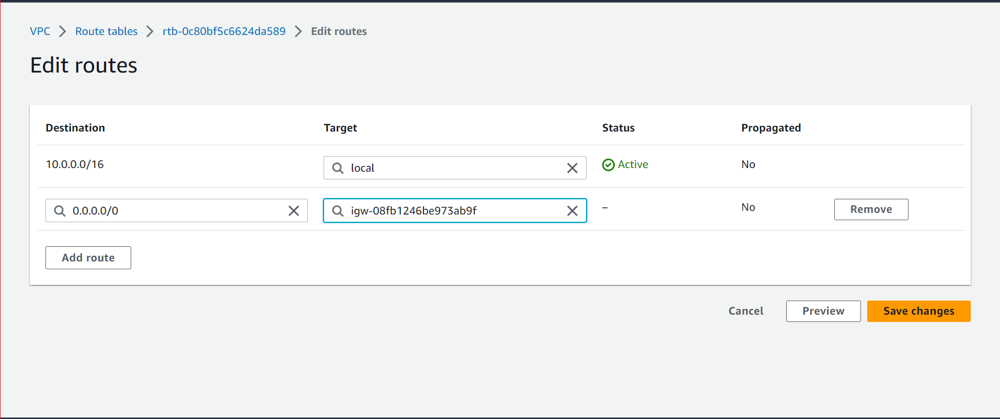 VPC Route tables rtb-0c80bf5c6624da589 Edit routes
Edit routes
Destination Target Status Propagated
10.0.0.0/16 local Active No
0.0.0.0/0 igw-08fb1246be973ab9f – No Remove
Add route
Cancel Preview Save changes